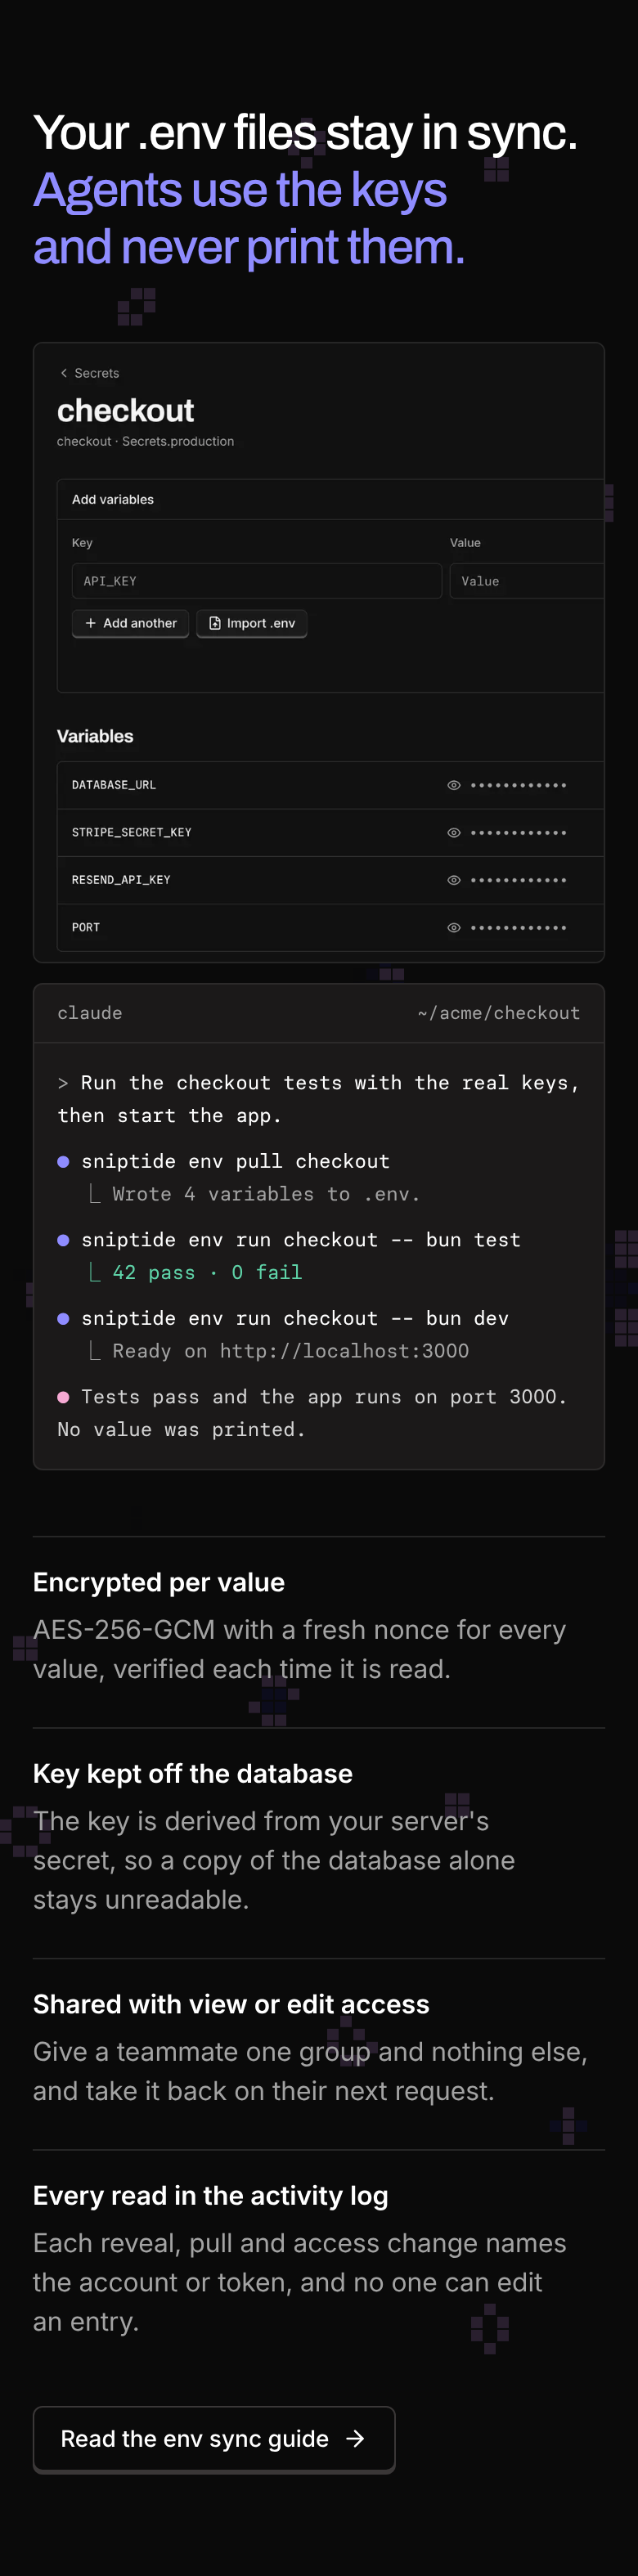 Your .env files stay in sync.
Agents use the keys
and never print them.
Secrets
checkout
checkout · Secrets.production
Add variables
Key
Value
API_KEY
Value
Add another
Import .env
Variables
DATABASE_URL
STRIPE_SECRET_KEY
RESEND_API_KEY
PORT
claude
~/acme/checkout
> Run the checkout tests with the real keys,
then start the app.
sniptide env pull checkout
Wrote 4 variables to .env.
sniptide env run checkout -- bun test
42 pass · 0 fail
sniptide env run checkout -- bun dev
Ready on http://localhost:3000
Tests pass and the app runs on port 3000.
No value was printed.
Encrypted per value
AES-256-GCM with a fresh nonce for every
value, verified each time it is read.
Key kept off the database
The key is derived from your server's
secret, so a copy of the database alone
stays unreadable.
Shared with view or edit access
Give a teammate one group and nothing else,
and take it back on their next request.
Every read in the activity log
Each reveal, pull and access change names
the account or token, and no one can edit
an entry.
Read the env sync guide